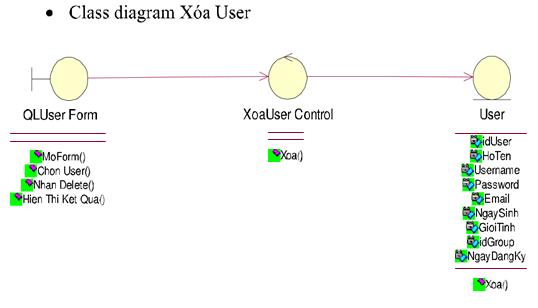 • Class diagram Xóa User
QLUser Form
MoForm()
Chon User()
Nhan Delete()
Hien Thi Ket Qua()
XoaUser Control
Xoa()
User
idUser
HoTen
Username
Password
Email
NgaySinh
GioiTinh
idGroup
NgayDangKy
Xoa()